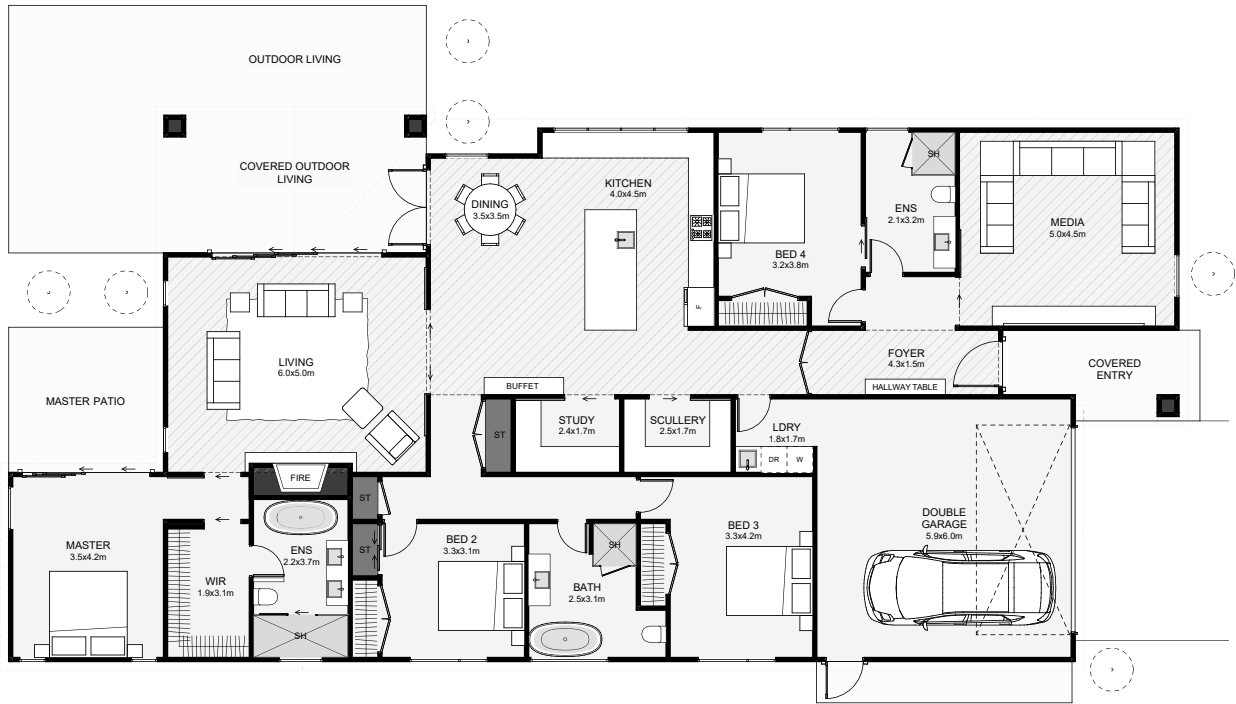 OUTDOOR LIVING
COVERED OUTDOOR
LIVING
DINING
3.5x3.5m
KITCHEN
4.0x4.5m
F
BED 4
3.2x3.8m
SH
ENS
2.1x3.2m
MEDIA
5.0x4.5m
LIVING
6.0x5.0m
FOYER
4.3x1.5m
HALLWAY TABLE
COVERED
ENTRY
MASTER PATIO
BUFFET
ST
STUDY
2.4x1.7m
SCULLERY
2.5x1.7m
LDRY
1.8x1.7m
DR
W
FIRE
ST
ST
MASTER
3.5x4.2m
WIR
1.9x3.1m
ENS
2.2x3.7m
SH
BED 2
3.3x3.1m
SH
BATH
2.5x3.1m
BED 3
3.3x4.2m
DOUBLE
GARAGE
5.9x6.0m